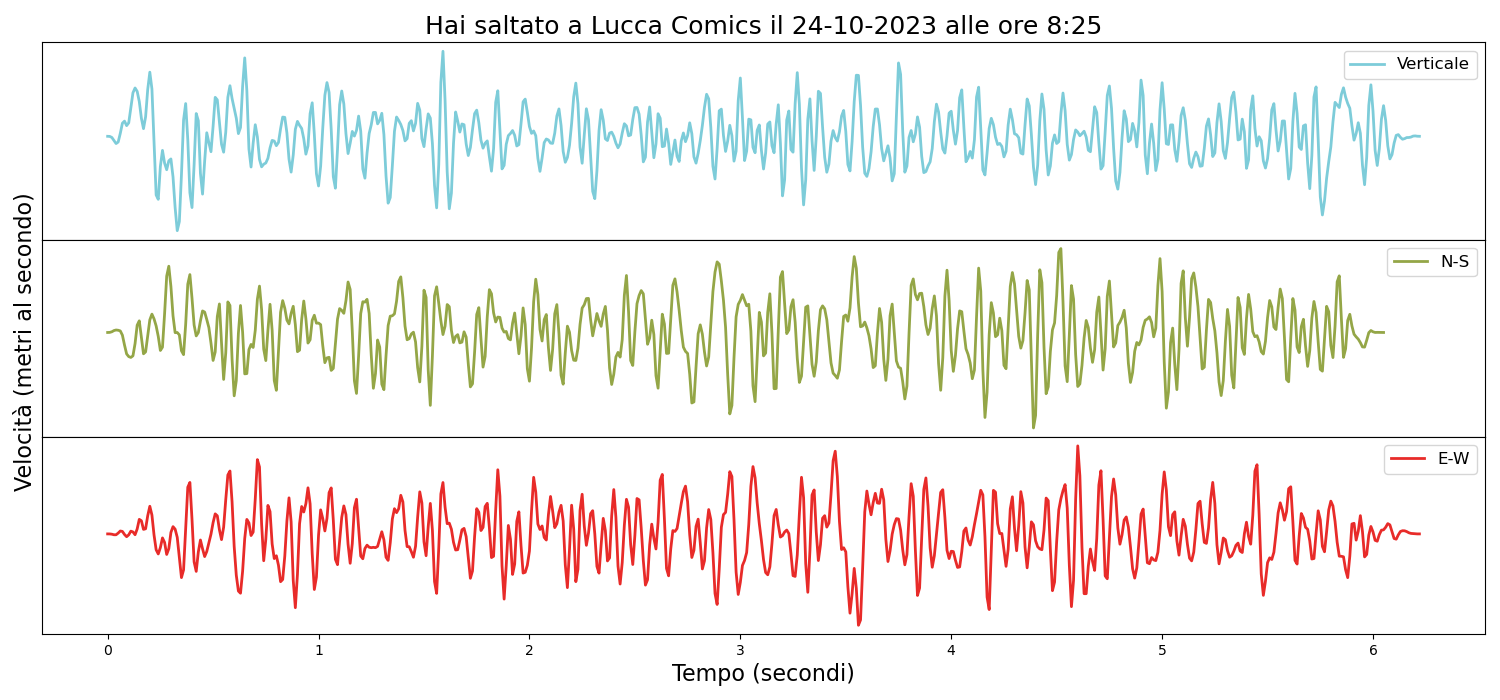 Hai saltato a Lucca Comics il 24-10-2023 alle ore 8:25
Verticale
N-S
E-W
Velocità (metri al secondo)
0 1 2 3 4 5 6
Tempo (secondi)